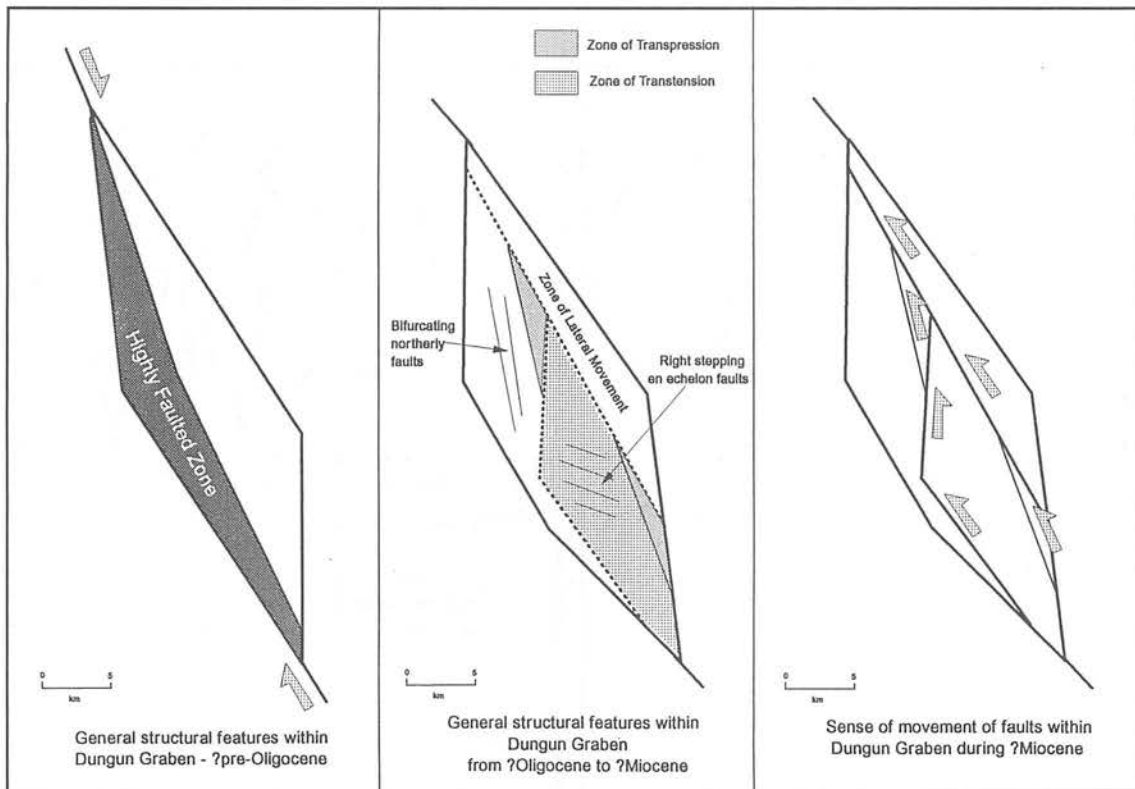 Highly Faulted Zone
0 5
km
General structural features within
Dungun Graben - ?pre-Oligocene
Zone of Transpression
Zone of Transtension
Bifurcating
northerly
faults
Zone of Lateral Movement
Right stepping
en echelon faults
0 5
km
General structural features within
Dungun Graben
from ?Oligocene to ?Miocene
0 5
km
Sense of movement of faults within
Dungun Graben during ?Miocene